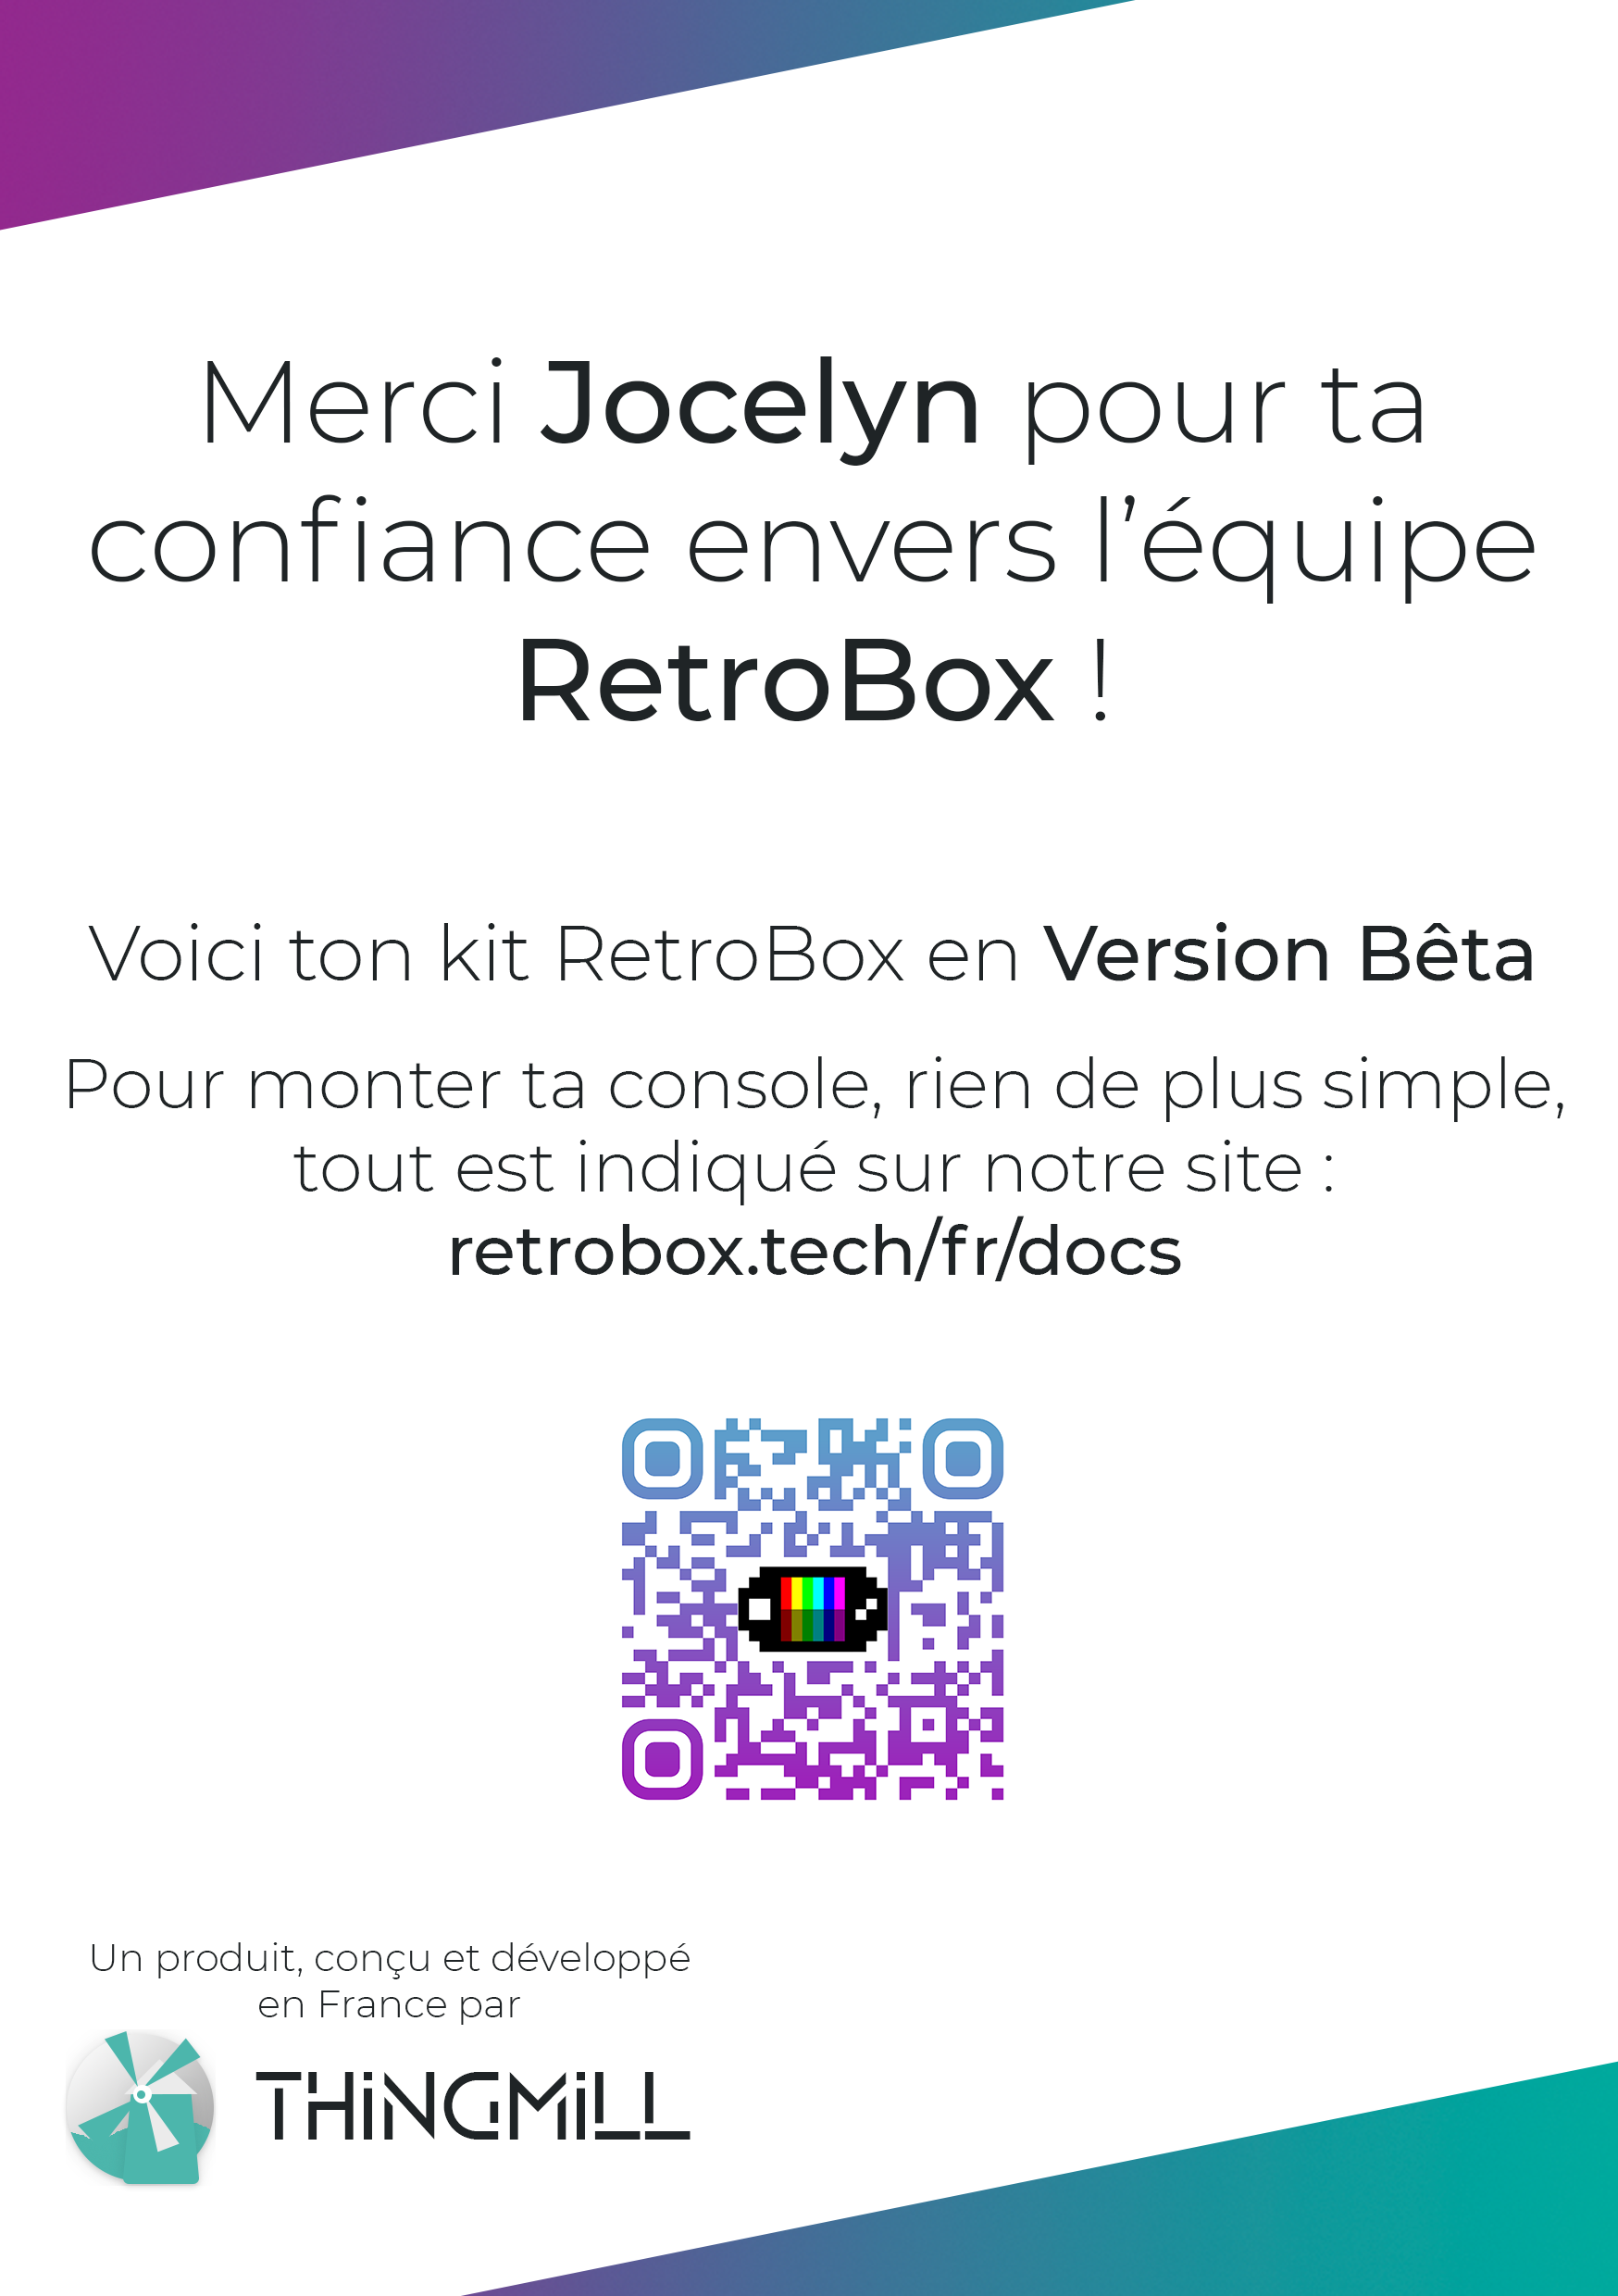 Merci Jocelyn pour ta
confiance envers l’équipe
RetroBox !
Voici ton kit RetroBox en Version Bêta
Pour monter ta console, rien de plus simple,
tout est indiqué sur notre site :
retrobox.tech/fr/docs
Un produit, conçu et développé
en France par
THiNGMiLL